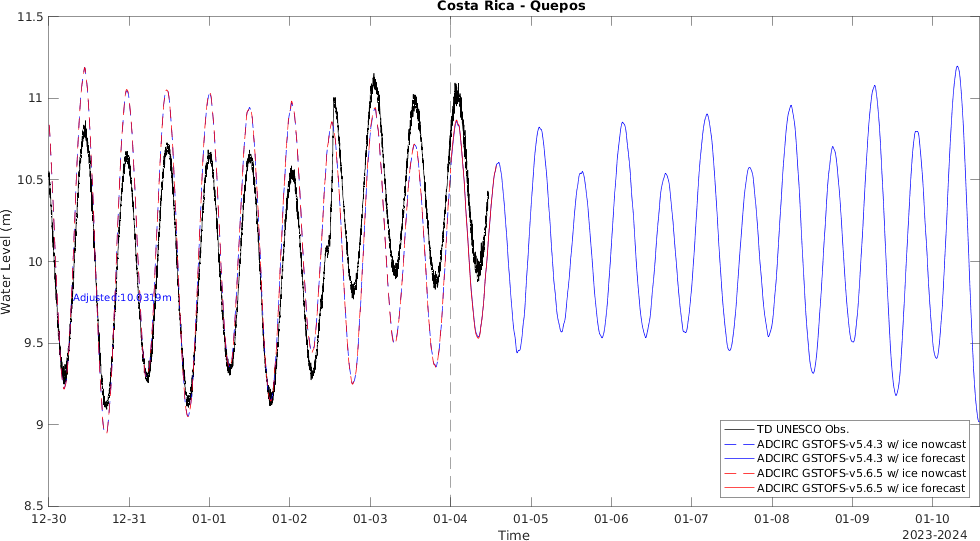 Costa Rica - Quepos
11.5
11
10.5
10
9.5
9
8.5
Water Level (m)
Adjusted:10.0319m
TD UNESCO Obs.
ADCIRC GSTOFS-v5.4.3 w/ ice nowcast
ADCIRC GSTOFS-v5.4.3 w/ ice forecast
ADCIRC GSTOFS-v5.6.5 w/ ice nowcast
ADCIRC GSTOFS-v5.6.5 w/ ice forecast
12-30 12-31 01-01 01-02 01-03 01-04 01-05 01-06 01-07 01-08 01-09 01-10
Time
2023-2024